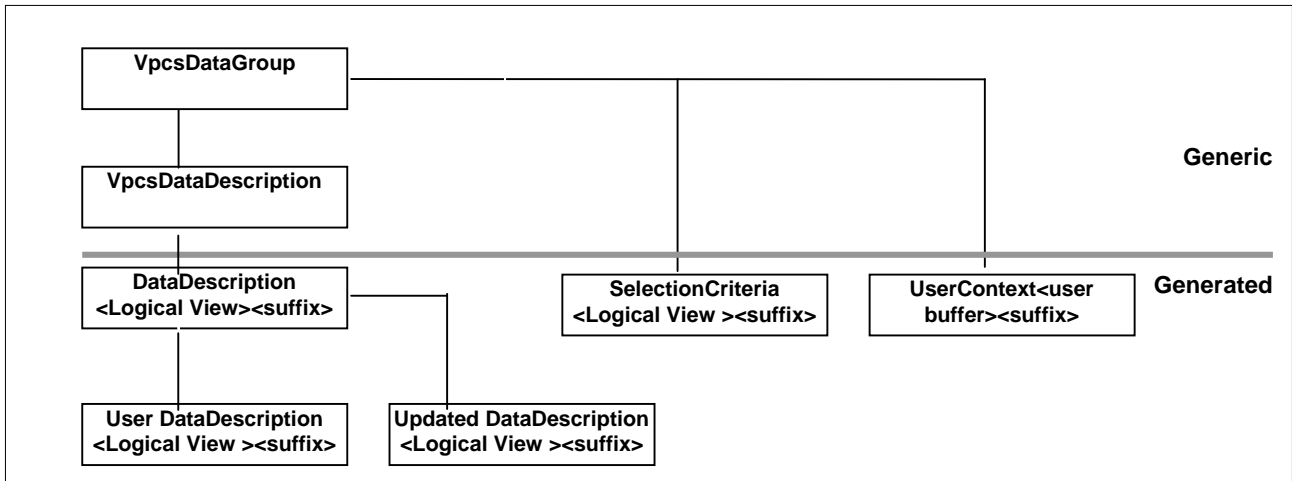 VpcsDataGroup
VpcsDataDescription
Generic
DataDescription
<Logical View><suffix>
SelectionCriteria
<Logical View ><suffix>
UserContext<user
buffer><suffix>
Generated
User DataDescription
<Logical View ><suffix>
Updated DataDescription
<Logical View ><suffix>